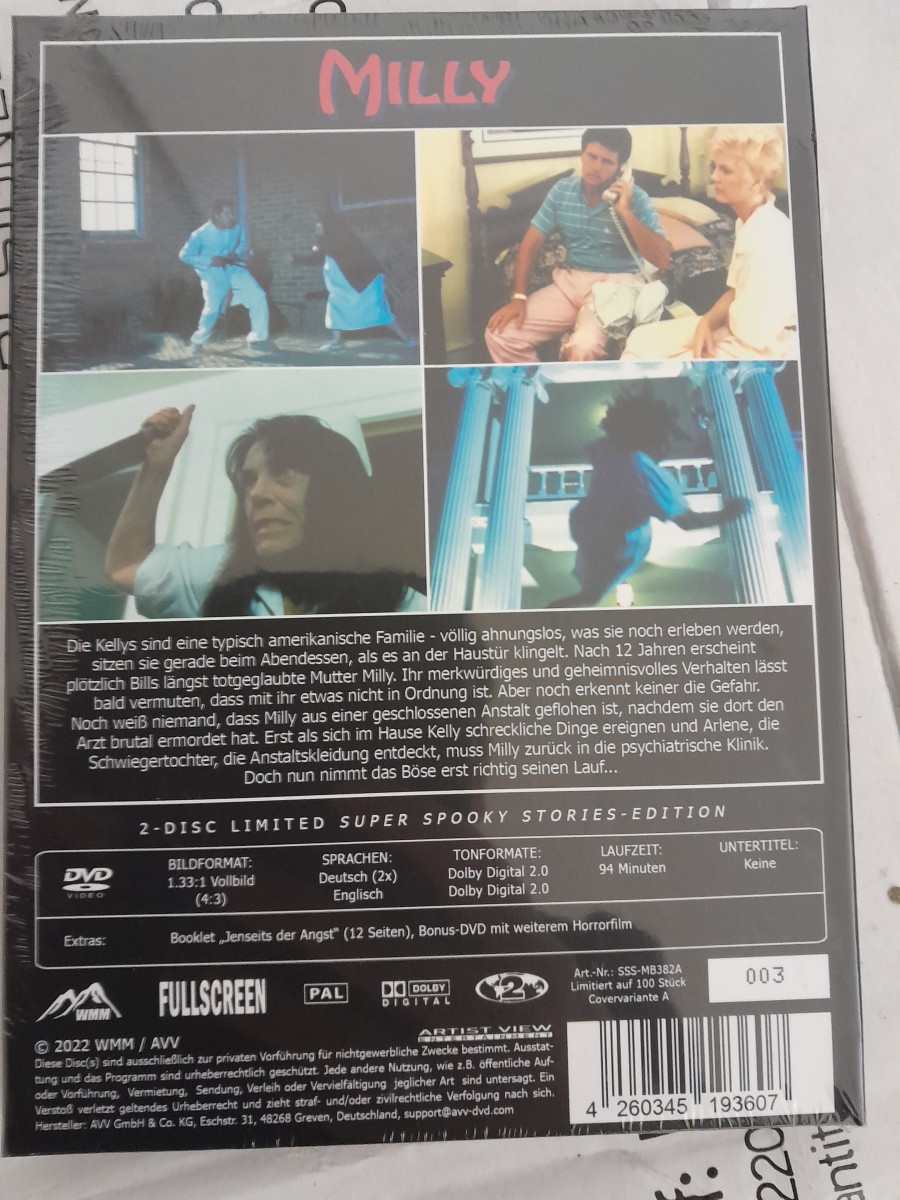 MILLY
Die Kellys sind eine typisch amerikanische Familie - völlig ahnungslos, was sie noch erleben werden,
sitzen sie gerade beim Abendessen, als es an der Haustür klingelt. Nach 12 Jahren erscheint
plötzlich Bills längst totgeglaubte Mutter Milly. Ihr merkwürdiges und geheimnisvolles Verhalten lässt
bald vermuten, dass mit ihr etwas nicht in Ordnung ist. Aber noch erkennt keiner die Gefahr.
Noch weiß niemand, dass Milly aus einer geschlossenen Anstalt geflohen ist, nachdem sie dort den
Arzt brutal ermordet hat. Erst als sich im Hause Kelly schreckliche Dinge ereignen und Arlene, die
Schwiegertochter, die Anstaltskleidung entdeckt, muss Milly zurück in die psychiatrische Klinik.
Doch nun nimmt das Böse erst richtig seinen Lauf...
2-DISC LIMITED SUPER SPOOKY STORIES-EDITION
DVD
VIDEO
BILDFORMAT:
1.33:1 Vollbild
(4:3)
SPRACHEN:
Deutsch (2x)
Englisch
TONFORMATE:
Dolby Digital 2.0
Dolby Digital 2.0
LAUFZEIT:
94 Minuten
UNTERTITEL:
Keine
Extras:
Booklet „Jenseits der Angst" (12 Seiten), Bonus-DVD mit weiterem Horrorfilm
WMM
FULLSCREEN
PAL
DOLBY
DIGITAL
2
Art.-Nr.: SSS-MB382A
Limitiert auf 100 Stück
Covervariante A
003
ARTIST VIEW
ENTERTAINMENT
© 2022 WMM / AVV
Diese Disc(s) sind ausschließlich zur privaten Vorführung für nichtgewerbliche Zwecke bestimmt. Ausstat-
tung und das Programm sind urheberrechtlich geschützt. Jede andere Nutzung, wie z.B. öffentliche Auf-
oder Vorführung, Vermietung, Sendung, Verleih oder Vervielfältigung jeglicher Art sind untersagt. Ein
Verstoß verletzt geltendes Urheberrecht und zieht straf- und/oder zivilrechtliche Verfolgung nach sich.
Hersteller: AVV GmbH & Co. KG, Eschstr. 31, 48268 Greven, Deutschland, support@avv-dvd.com
4 260345 193607